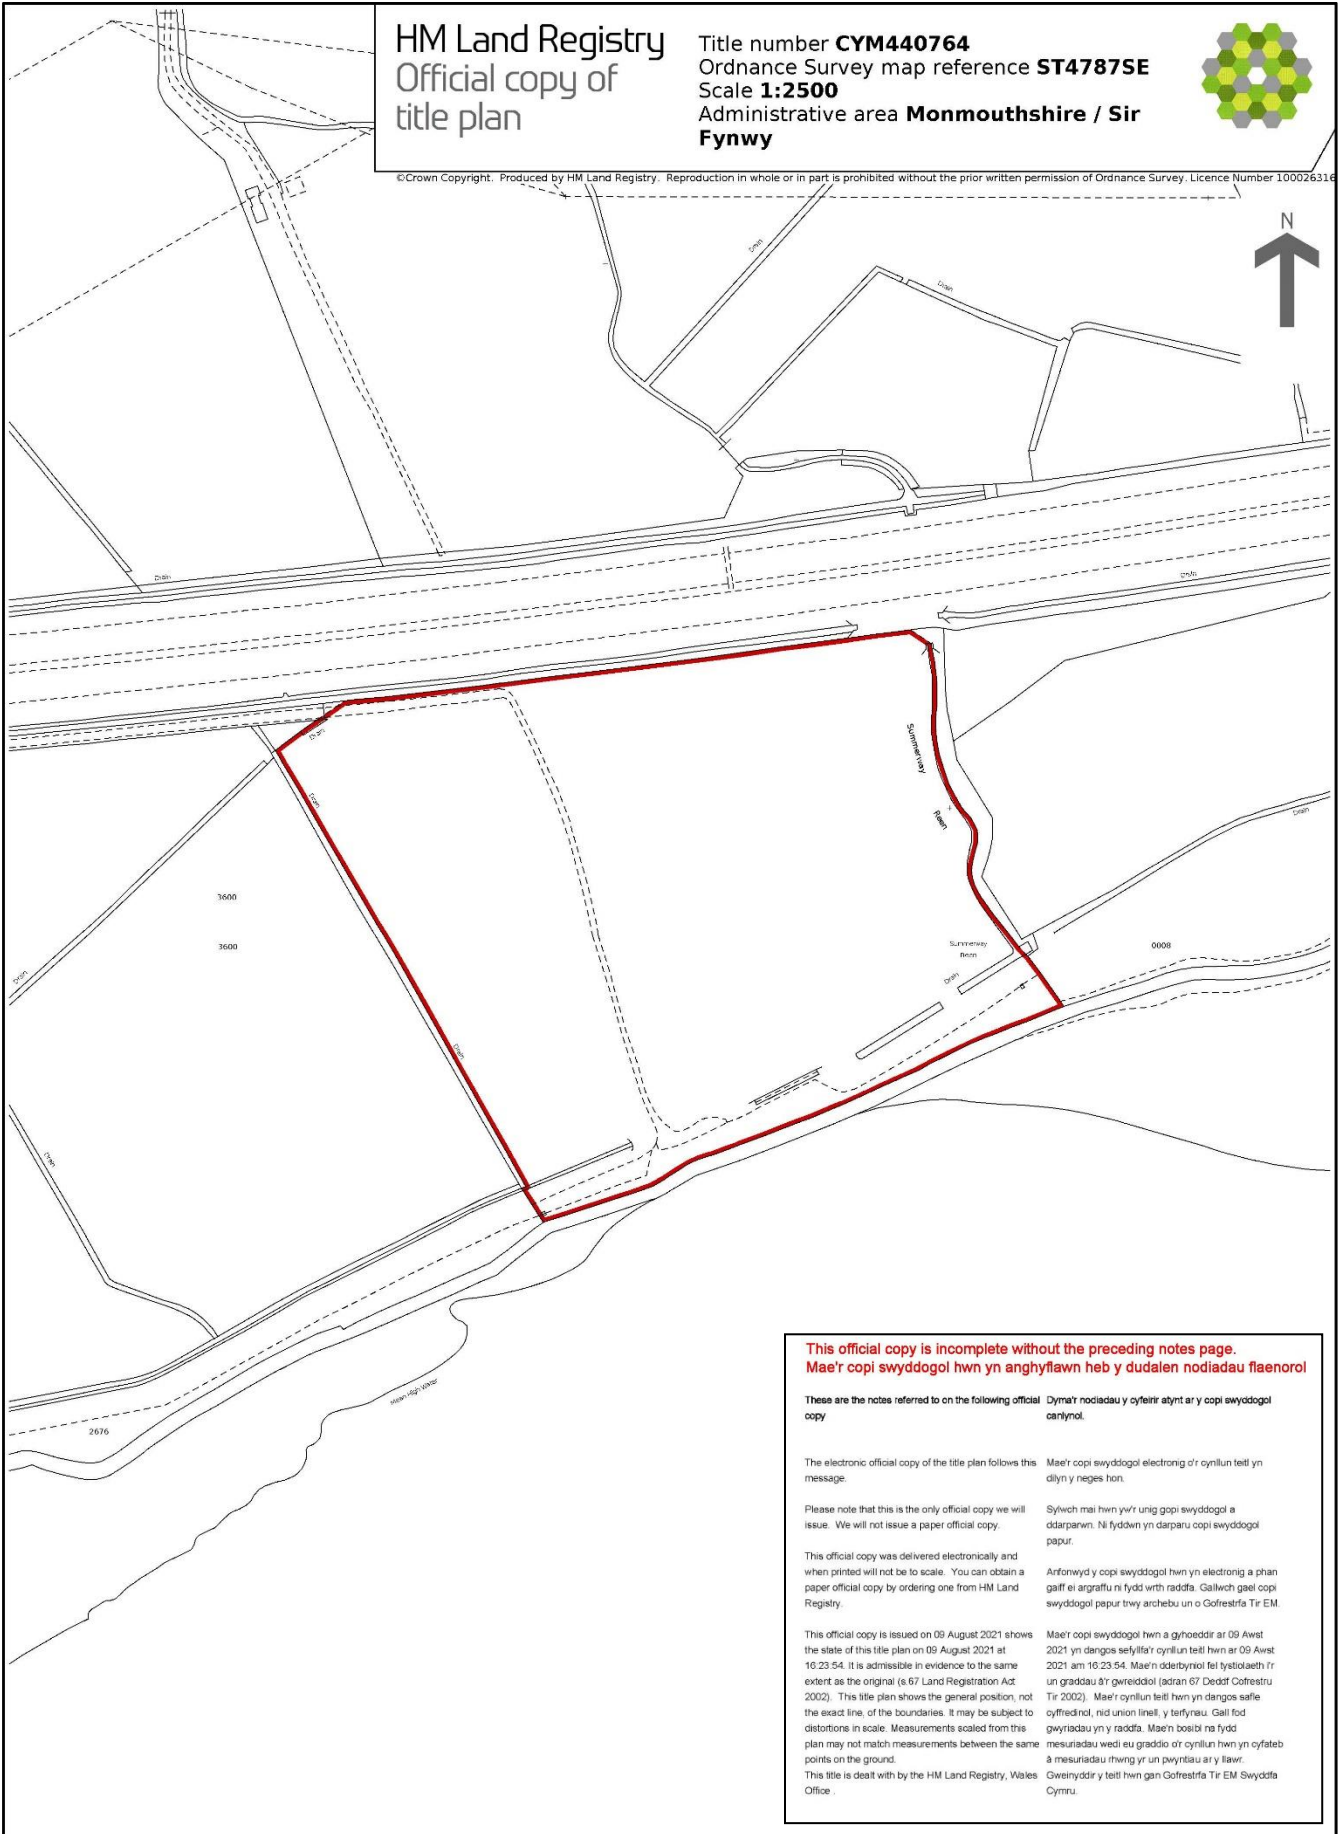 HM Land Registry
Official copy of
title plan
Title number CYM440764
Ordnance Survey map reference ST4787SE
Scale 1:2500
Administrative area Monmouthshire / Sir
Fynwy
©Crown Copyright. Produced by HM Land Registry. Reproduction in whole or in part is prohibited without the prior written permission of Ordnance Survey. Licence Number 100026316
N
Drain
Drain
Drain
Drain
Drain
Drain
Summerway
Reen
Drain
3600
3600
Summerway
Reen
0008
Drain
Drain
Drain
Drain
Mean High Water
2676
This official copy is incomplete without the preceding notes page.
Mae'r copi swyddogol hwn yn anghyflawn heb y dudalen nodiadau flaenorol
These are the notes referred to on the following official
copy
The electronic official copy of the title plan follows this
message.
Please note that this is the only official copy we will
issue. We will not issue a paper official copy.
This official copy was delivered electronically and
when printed will not be to scale. You can obtain a
paper official copy by ordering one from HM Land
Registry.
This official copy is issued on 09 August 2021 shows
the state of this title plan on 09 August 2021 at
16:23:54. It is admissible in evidence to the same
extent as the original (s.67 Land Registration Act
2002). This title plan shows the general position, not
the exact line, of the boundaries. It may be subject to
distortions in scale. Measurements scaled from this
plan may not match measurements between the same
points on the ground.
This title is dealt with by the HM Land Registry, Wales
Office .
Dyma'r nodiadau y cyfeirir atynt ar y copi swyddogol
canlynol.
Mae'r copi swyddogol electronig o'r cynllun teitl yn
dilyn y neges hon.
Sylwch mai hwn yw'r unig gopi swyddogol a
ddarparwn. Ni fyddwn yn darparu copi swyddogol
papur.
Anfonwyd y copi swyddogol hwn yn electronig a phan
gaiff ei argraffu ni fydd wrth raddfa. Gallwch gael copi
swyddogol papur trwy archebu un o Gofrestrfa Tir EM.
Mae'r copi swyddogol hwn a gyhoeddir ar 09 Awst
2021 yn dangos sefyllfa'r cynllun teitl hwn ar 09 Awst
2021 am 16:23:54. Mae'n dderbyniol fel tystiolaeth i'r
un graddau â'r gwreiddiol (adran 67 Deddf Cofrestru
Tir 2002). Mae'r cynllun teitl hwn yn dangos safle
cyffredinol, nid union linell, y terfynau. Gall fod
gwyriadau yn y raddfa. Mae'n bosibl na fydd
mesuriadau wedi eu graddio o'r cynllun hwn yn cyfateb
â mesuriadau rhwng yr un pwyntiau ar y llawr.
Gweinyddir y teitl hwn gan Gofrestrfa Tir EM Swyddfa
Cymru.